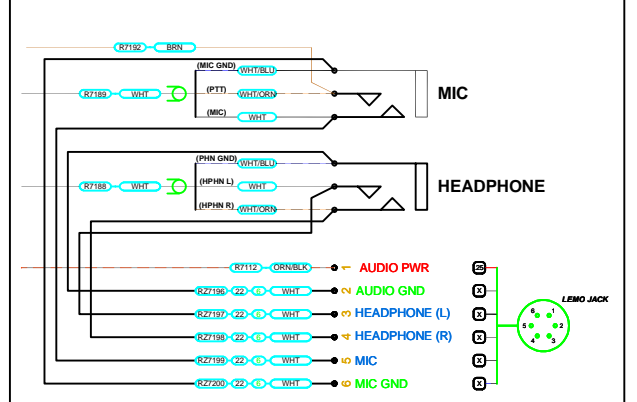 R7192 BRN
(MIC GND) WHT/BLU
R7189 WHT (PTT) WHT/ORN
MIC
(MIC) WHT
(PHN GND) WHT/BLU
R7188 WHT (HPHN L) WHT
HEADPHONE
(HPHN R) WHT/ORN
R7112 ORN/BLK 1 AUDIO PWR 25
RZ7196 22 6 WHT 2 AUDIO GND X
RZ7197 22 6 WHT 3 HEADPHONE (L) X
RZ7198 22 6 WHT 4 HEADPHONE (R) X
RZ7199 22 6 WHT 5 MIC X
RZ7200 22 6 WHT 6 MIC GND X
LEMO JACK
6 1
5 2
4 3